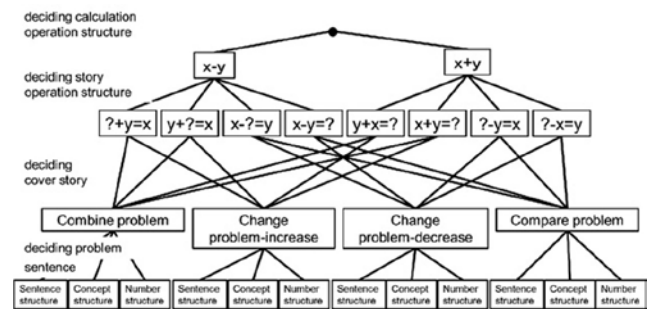 deciding calculation
operation structure
x-y
x+y
deciding story
operation structure
?+y=x
y+?=x
x-?=y
x-y=?
y+x=?
x+y=?
?-y=x
?-x=y
deciding
cover story
Combine problem
Change
problem-increase
Change
problem-decrease
Compare problem
deciding problem
sentence
Sentence
structure
Concept
structure
Number
structure
Sentence
structure
Concept
structure
Number
structure
Sentence
structure
Concept
structure
Number
structure
Sentence
structure
Concept
structure
Number
structure